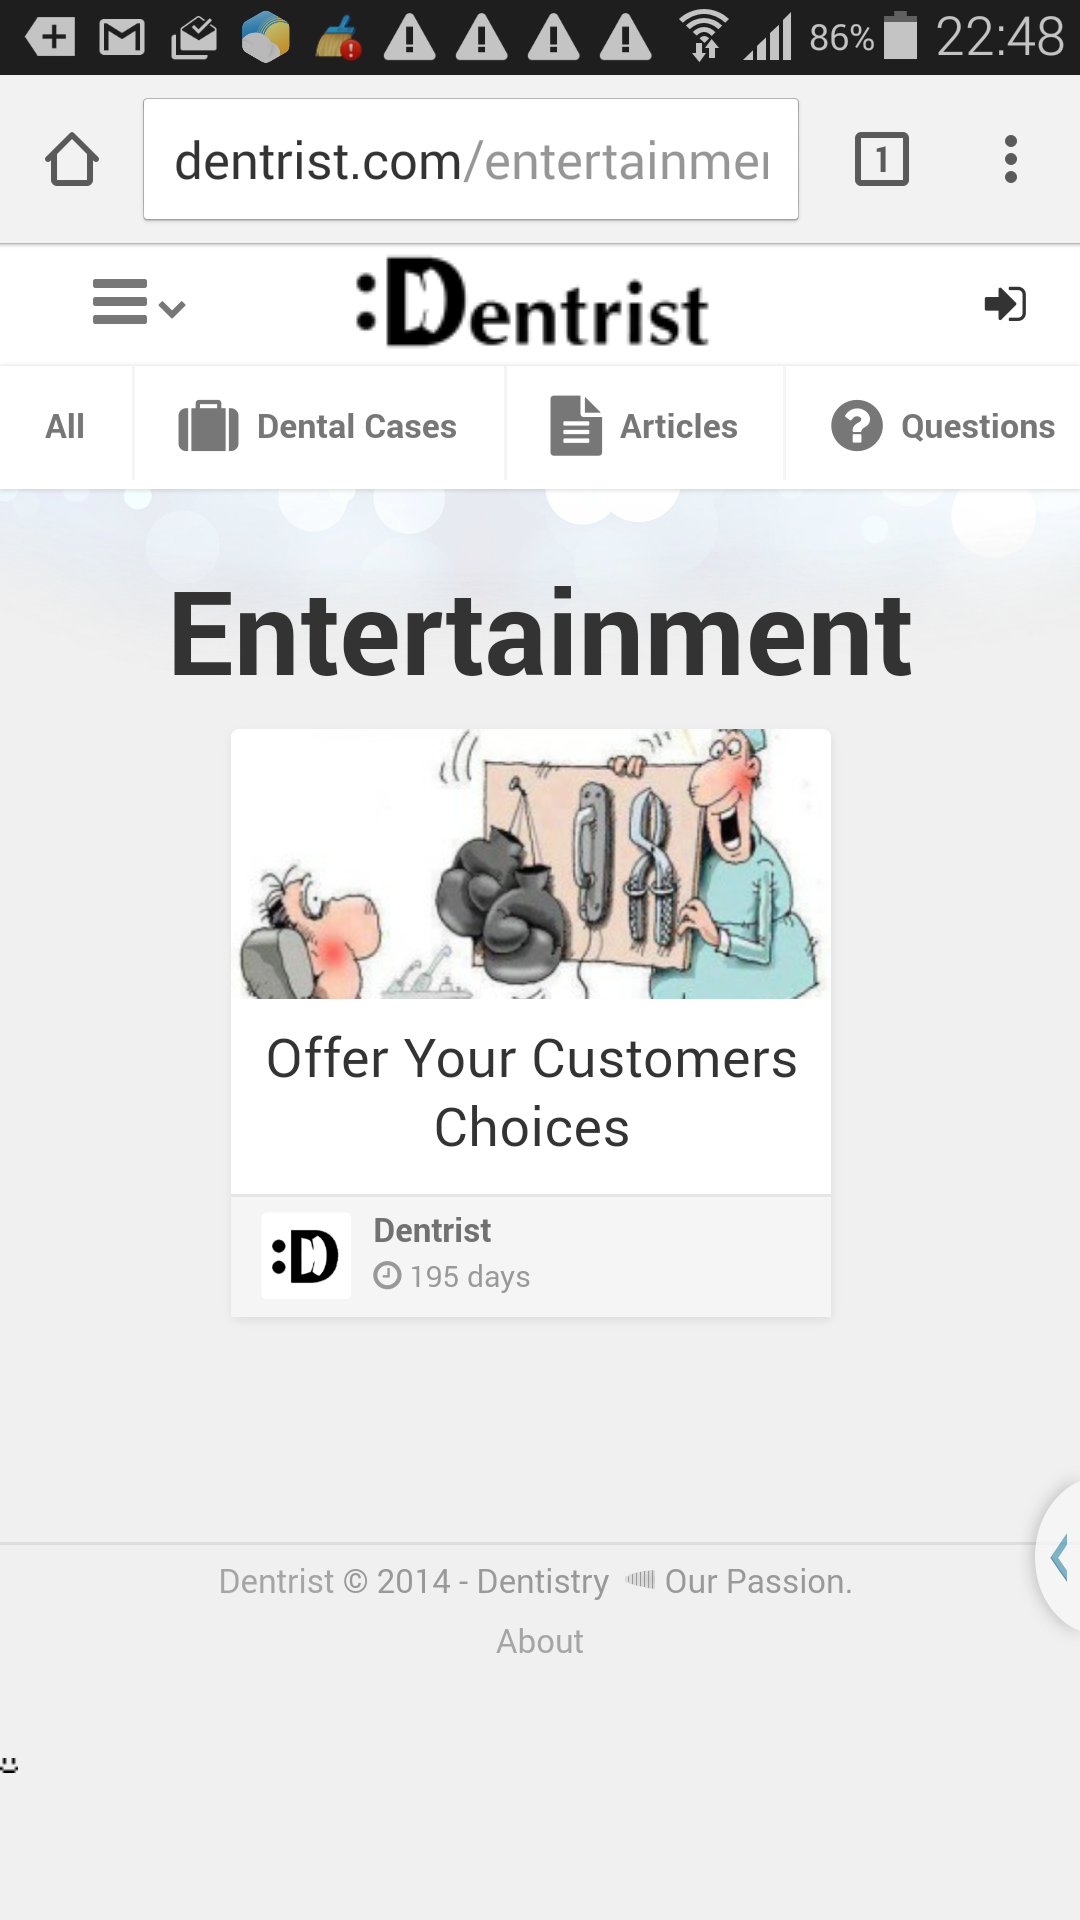 86% 22:48
dentrist.com/entertainme
1
:Dentrist
All Dental Cases Articles Questions
Entertainment
Offer Your Customers
Choices
:D Dentrist
195 days
Dentrist © 2014 - Dentistry Our Passion.
About